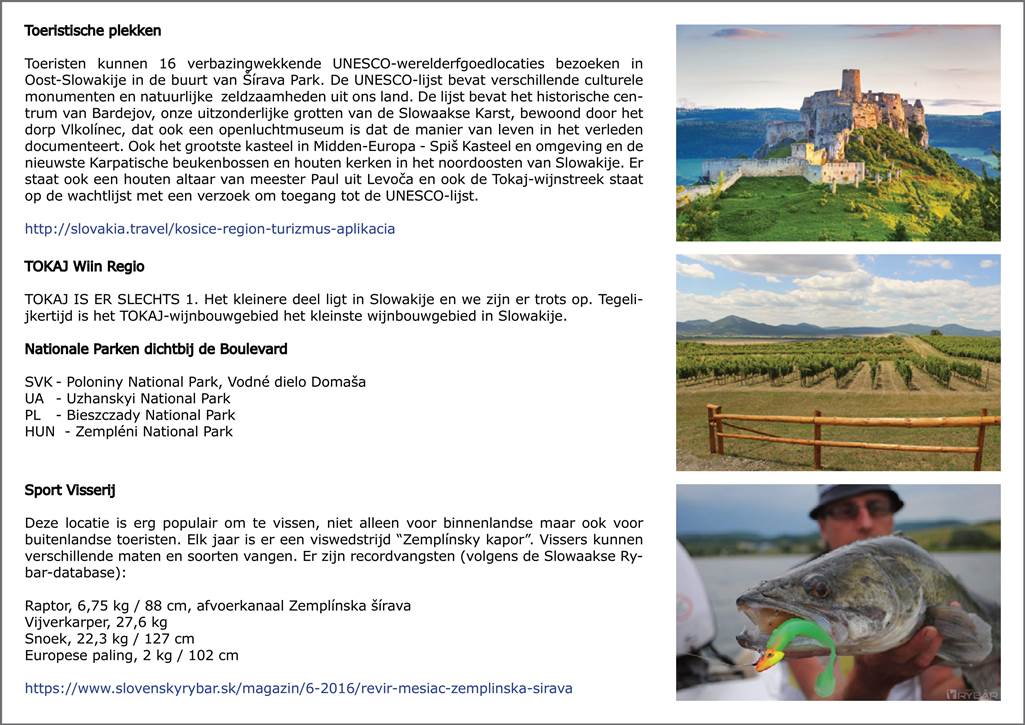 Toeristische plekken
Toeristen kunnen 16 verbazingwekkende UNESCO-werelderfgoedlocaties bezoeken in
Oost-Slowakije in de buurt van Šírava Park. De UNESCO-lijst bevat verschillende culturele
monumenten en natuurlijke zeldzaamheden uit ons land. De lijst bevat het historische cen-
trum van Bardejov, onze uitzonderlijke grotten van de Slowaakse Karst, bewoond door het
dorp Vlkolínec, dat ook een openluchtmuseum is dat de manier van leven in het verleden
documenteert. Ook het grootste kasteel in Midden-Europa - Spiš Kasteel en omgeving en de
nieuwste Karpatische beukenbossen en houten kerken in het noordoosten van Slowakije. Er
staat ook een houten altaar van meester Paul uit Levoča en ook de Tokaj-wijnstreek staat
op de wachtlijst met een verzoek om toegang tot de UNESCO-lijst.
http://slovakia.travel/kosice-region-turizmus-aplikacia
TOKAJ Wiin Regio
TOKAJ IS ER SLECHTS 1. Het kleinere deel ligt in Slowakije en we zijn er trots op. Tegeli-
jkertijd is het TOKAJ-wijnbouwgebied het kleinste wijnbouwgebied in Slowakije.
Nationale Parken dichtbij de Boulevard
SVK - Poloniny National Park, Vodné dielo Domaša
UA - Uzhanskyi National Park
PL - Bieszczady National Park
HUN - Zempléni National Park
Sport Visserij
Deze locatie is erg populair om te vissen, niet alleen voor binnenlandse maar ook voor
buitenlandse toeristen. Elk jaar is er een viswedstrijd “Zemplínsky kapor”. Vissers kunnen
verschillende maten en soorten vangen. Er zijn recordvangsten (volgens de Slowaakse Ry-
bar-database):
Raptor, 6,75 kg / 88 cm, afvoerkanaal Zemplínska šírava
Vijverkarper, 27,6 kg
Snoek, 22,3 kg / 127 cm
Europese paling, 2 kg / 102 cm
https://www.slovenskyrybar.sk/magazin/6-2016/revir-mesiac-zemplinska-sirava
RYBÁR